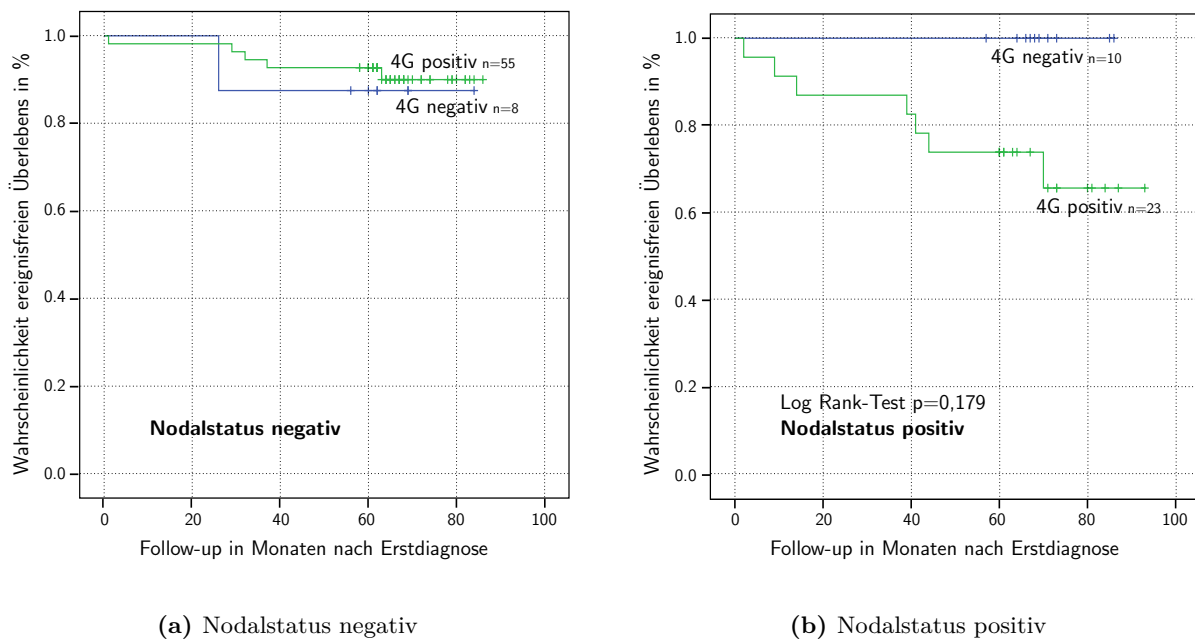 Wahrscheinlichkeit ereignisfreien Überlebens in %
1.0
0.8
0.6
0.4
0.2
0.0
4G positiv n=55
4G negativ n=8
Nodalstatus negativ
0 20 40 60 80 100
Follow-up in Monaten nach Erstdiagnose
(a) Nodalstatus negativ
Wahrscheinlichkeit ereignisfreien Überlebens in %
1.0
0.8
0.6
0.4
0.2
0.0
4G negativ n=10
4G positiv n=23
Log Rank-Test p=0,179
Nodalstatus positiv
0 20 40 60 80 100
Follow-up in Monaten nach Erstdiagnose
(b) Nodalstatus positiv